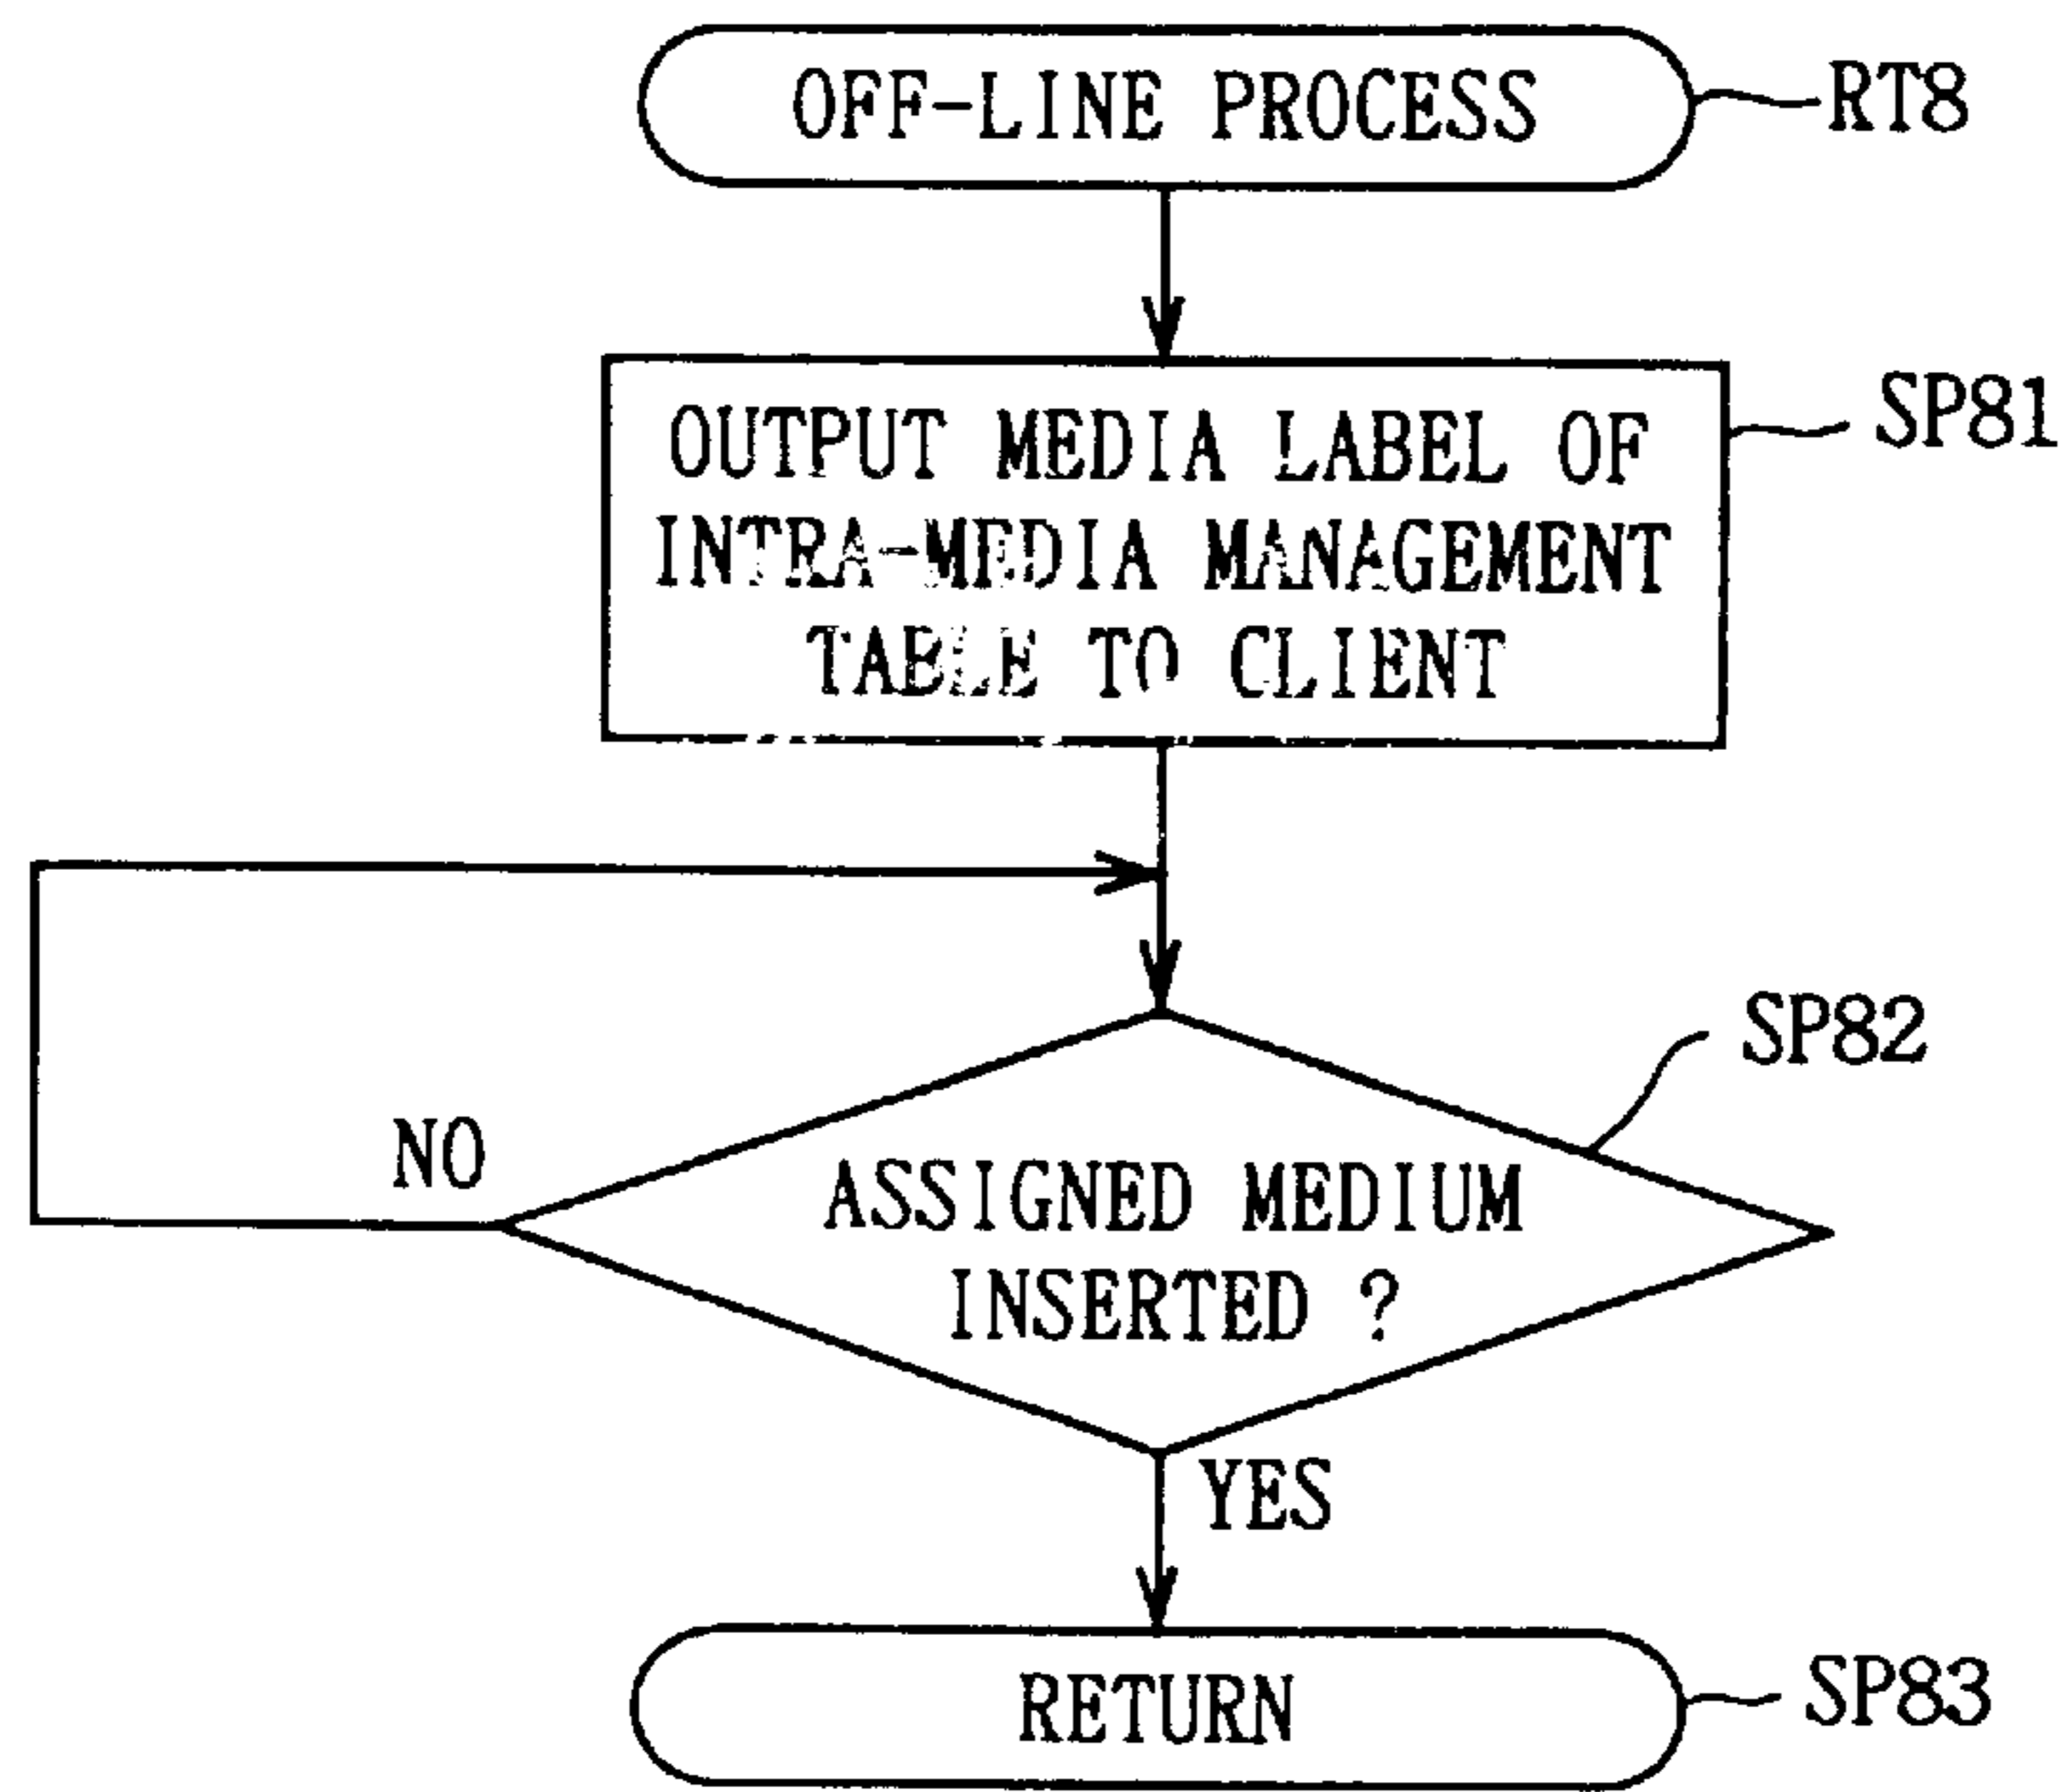 OFF-LINE PROCESS
RT8
OUTPUT MEDIA LABEL OF
INTRA-MEDIA MANAGEMENT
TABLE TO CLIENT
SP81
NO
SP82
ASSIGNED MEDIUM
INSERTED ?
YES
RETURN
SP83